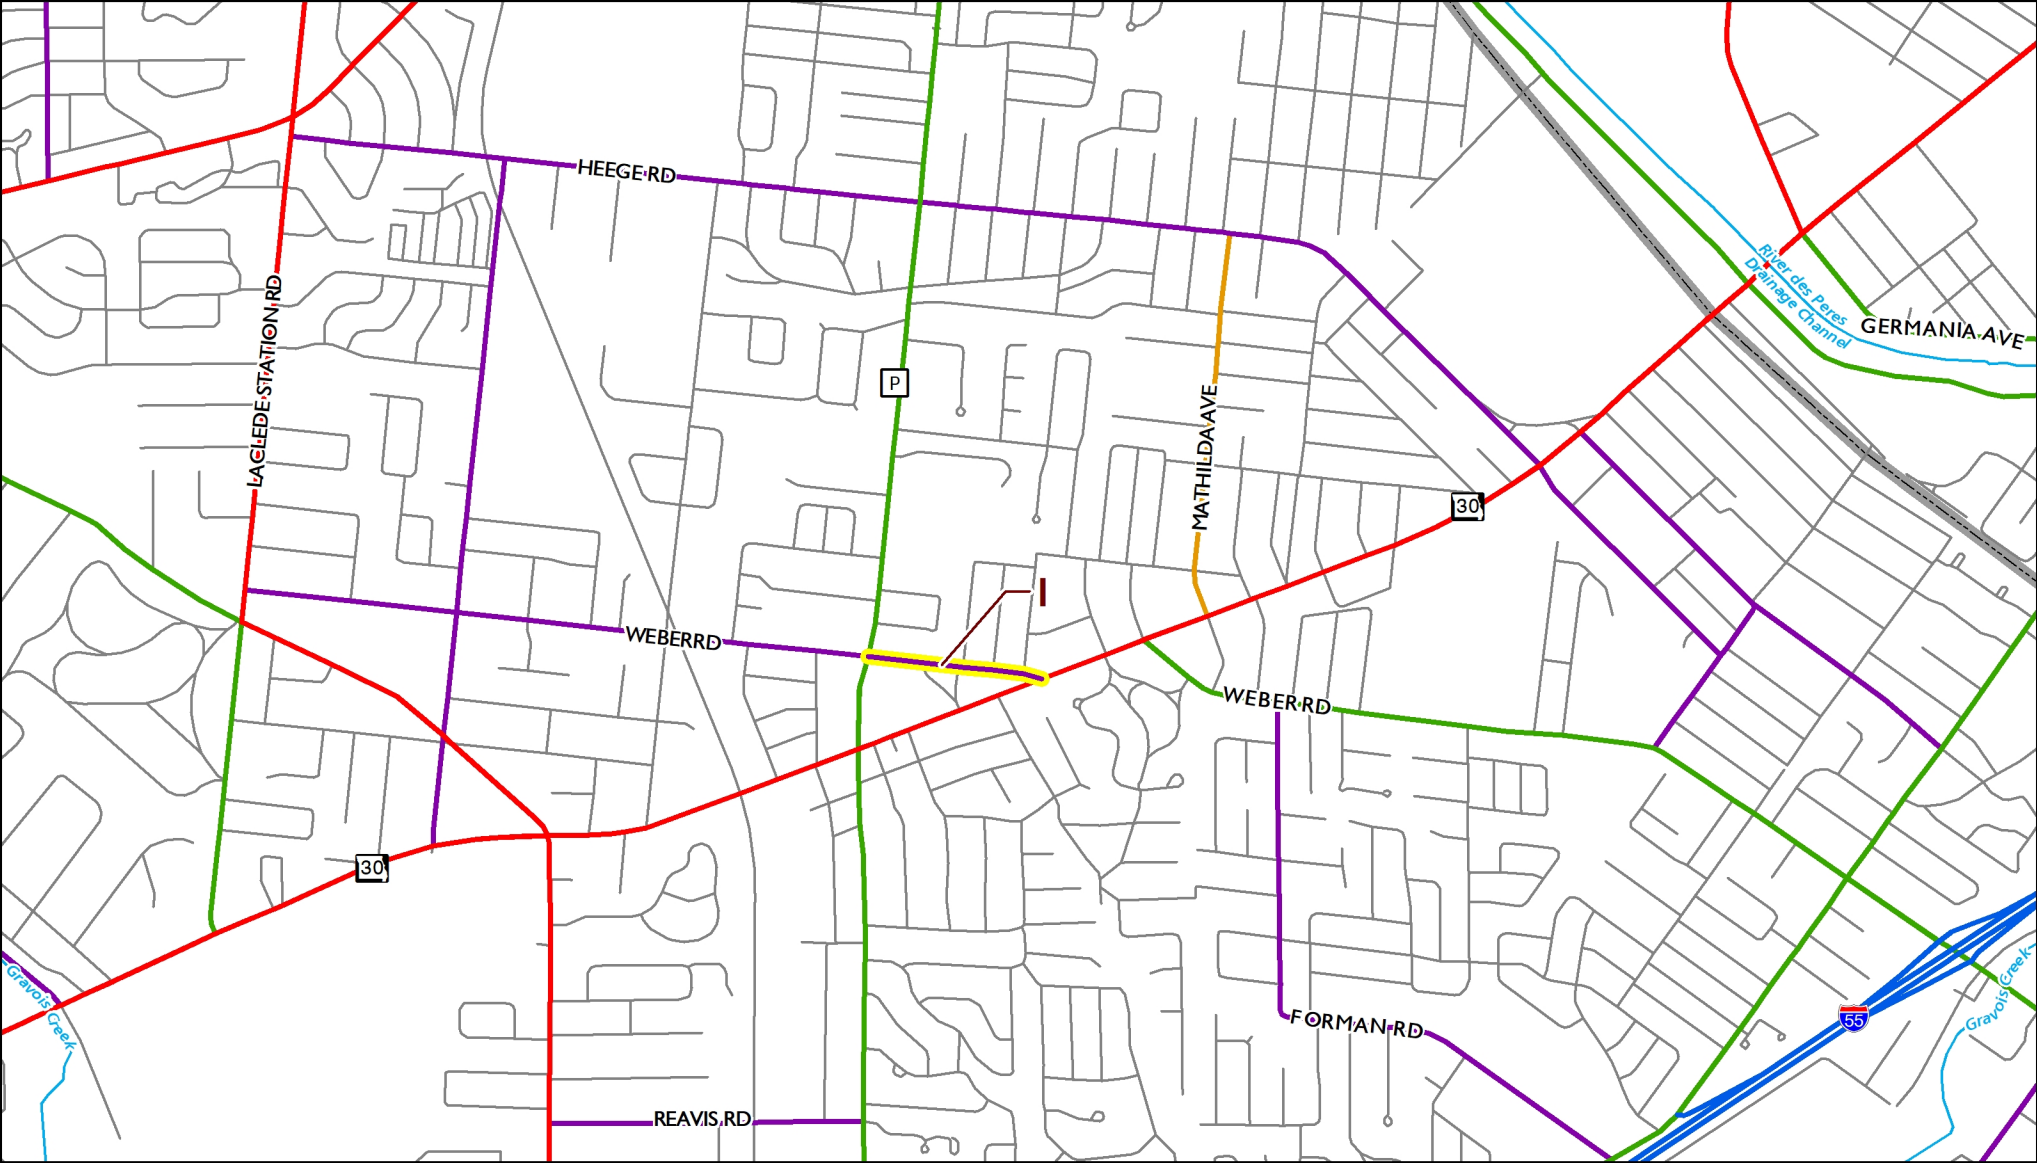 HEEGE RD
River des Peres
Drainage Channel
GERMANIA AVE
LACLEDE STATION RD
P
MATHILDA AVE
30
I
WEBER RD
WEBER RD
30
Gravois Creek
Gravois Creek
55
FORMAN RD
REAVIS RD